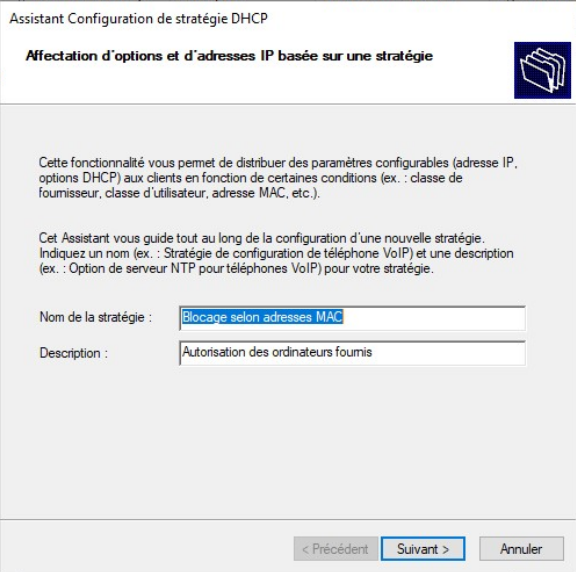 Assistant Configuration de stratégie DHCP
Affectation d'options et d'adresses IP basée sur une stratégie
Cette fonctionnalité vous permet de distribuer des paramètres configurables (adresse IP,
options DHCP) aux clients en fonction de certaines conditions (ex. : classe de
fournisseur, classe d'utilisateur, adresse MAC, etc.).
Cet Assistant vous guide tout au long de la configuration d'une nouvelle stratégie.
Indiquez un nom (ex. : Stratégie de configuration de téléphone VoIP) et une description
(ex. : Option de serveur NTP pour téléphones VoIP) pour votre stratégie.
Nom de la stratégie : Blocage selon adresses MAC
Description : Autorisation des ordinateurs fournis
< Précédent Suivant > Annuler